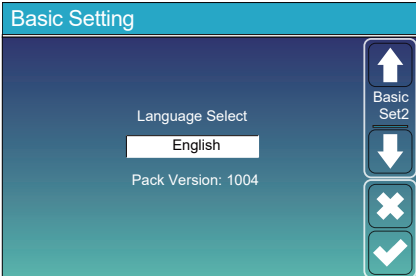 Basic Setting
Language Select
English
Pack Version: 1004
Basic
Set2